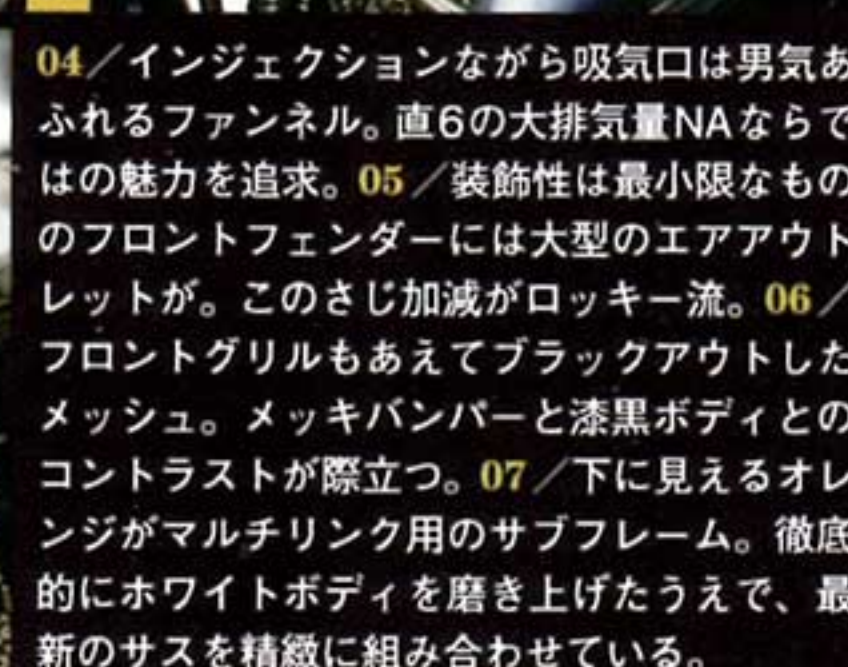 04／インジェクションながら吸気口は男気あ
ふれるファンネル。直6の大排気量NAならで
はの魅力を追求。05／装飾性は最小限なもの
のフロントフェンダーには大型のエアアウト
レットが。このさじ加減がロッキー流。06／
フロントグリルもあえてブラックアウトした
メッシュ。メッキバンパーと漆黒ボディとの
コントラストが際立つ。07／下に見えるオレ
ンジがマルチリンク用のサブフレーム。徹底
的にホワイトボディを磨き上げたうえで、最
新のサスを精緻に組み合わせている。